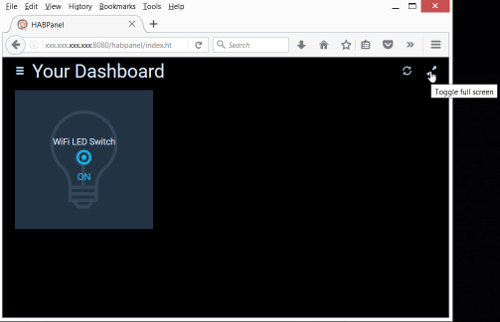 File Edit View History Bookmarks Tools Help
HABPanel
xxx.xxx.xxx.xxx:8080/habpanel/index.ht
Search
Your Dashboard
Toggle full screen
WiFi LED Switch
ON